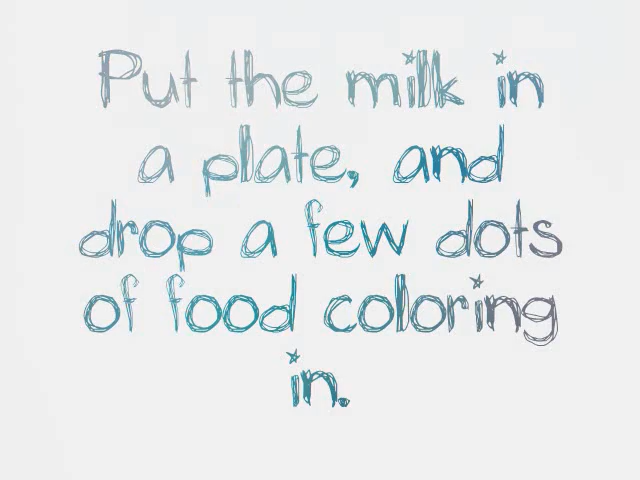 Put the milk in
a plate, and
drop a few dots
of food coloring
in.